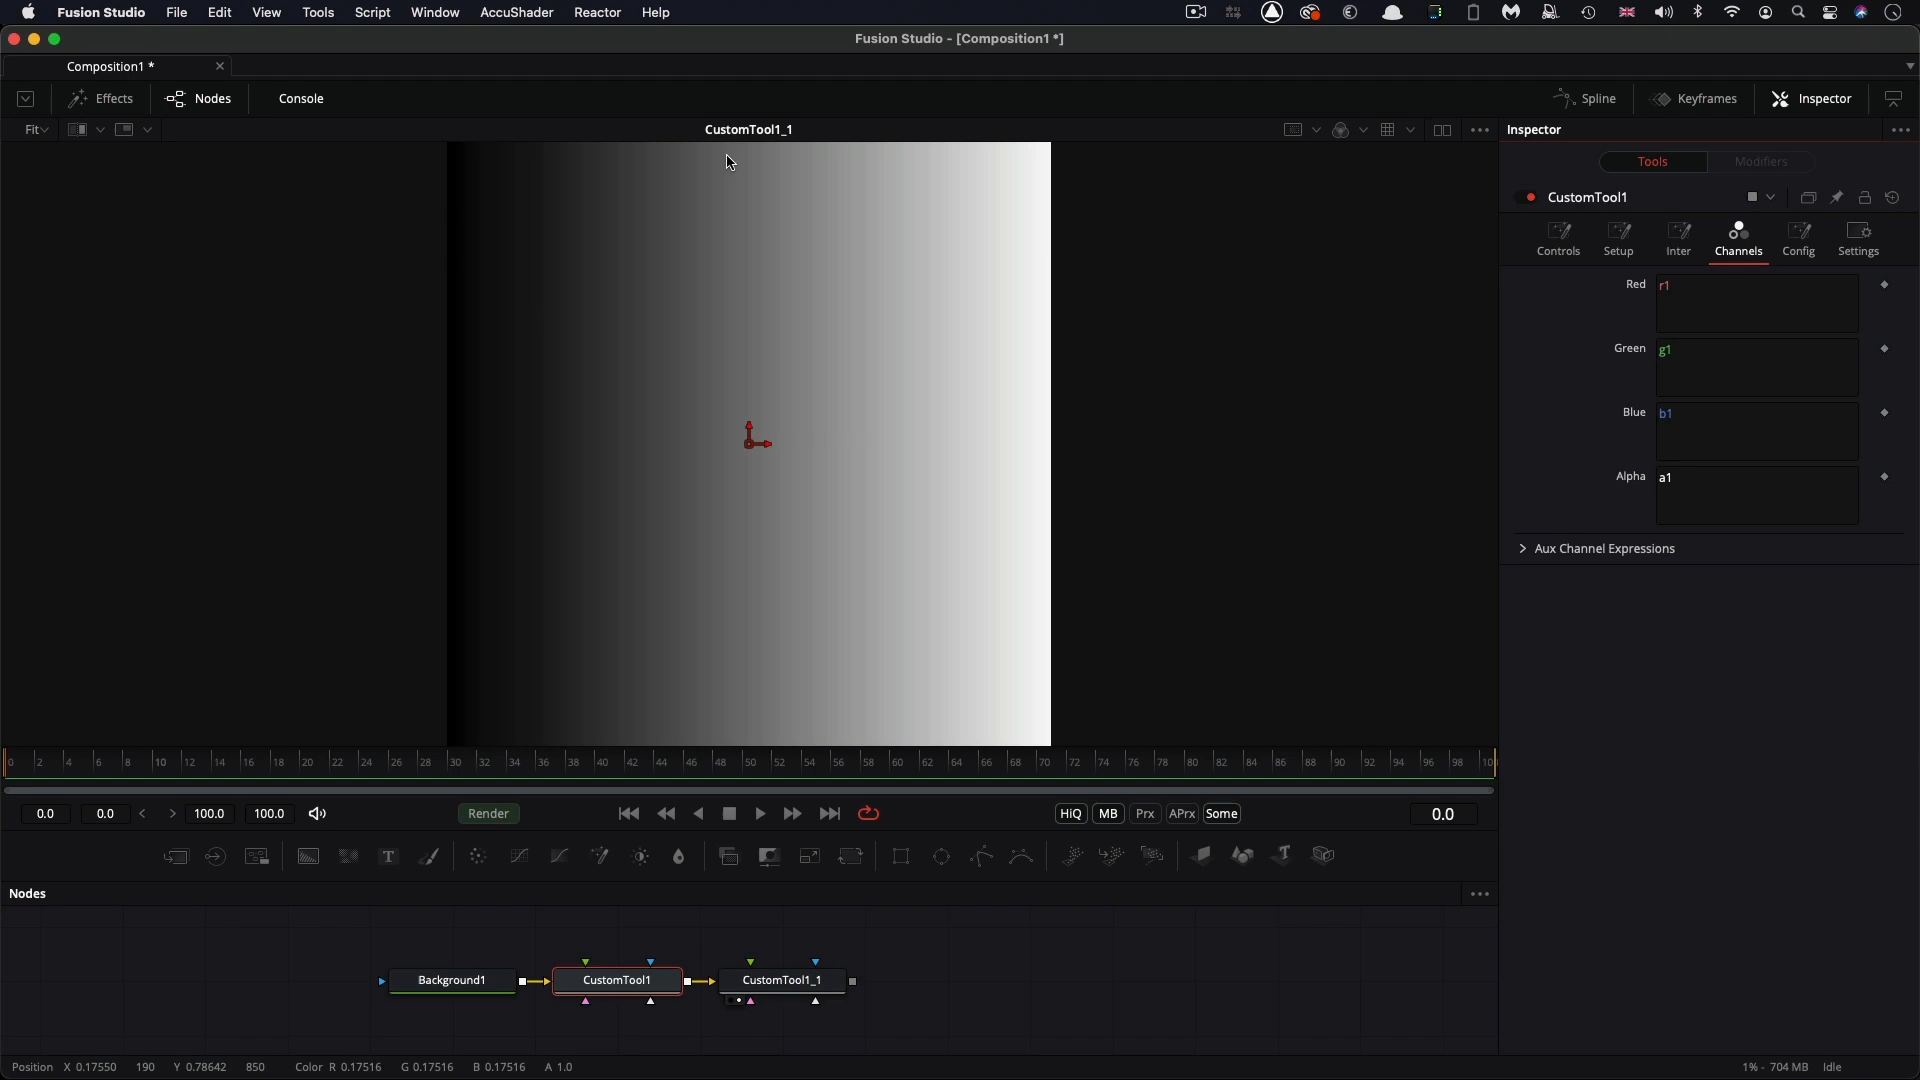 Fusion Studio File Edit View Tools Script Window AccuShader Reactor Help
Fusion Studio - [Composition1 *]
Composition1 *
Effects Nodes Console Spline Keyframes Inspector
Fit CustomTool1_1 Inspector
Tools Modifiers
CustomTool1
Controls Setup Inter Channels Config Settings
Red r1
Green g1
Blue b1
Alpha a1
Aux Channel Expressions
0 2 4 6 8 10 12 14 16 18 20 22 24 26 28 30 32 34 36 38 40 42 44 46 48 50 52 54 56 58 60 62 64 66 68 70 72 74 76 78 80 82 84 86 88 90 92 94 96 98 10
0.0 0.0 < > 100.0 100.0 Render HiQ MB Prx APrx Some 0.0
Nodes
Background1 CustomTool1 CustomTool1_1
Position X 0.17550 190 Y 0.78642 850 Color R 0.17516 G 0.17516 B 0.17516 A 1.0 1% - 704 MB Idle